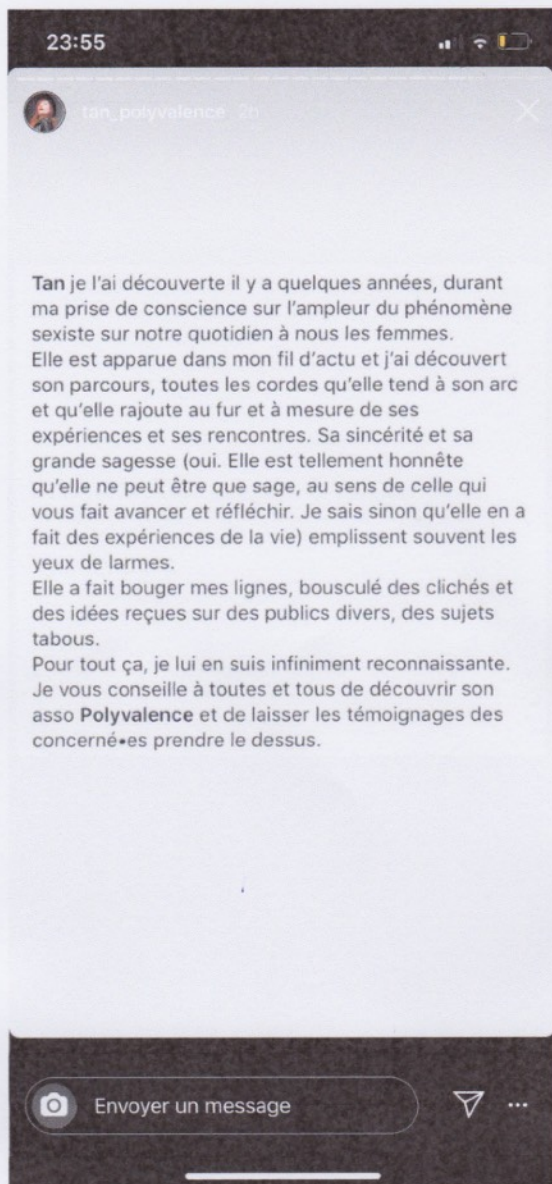 23:55
tan_polyvalence 2h
Tan je l'ai découverte il y a quelques années, durant
ma prise de conscience sur l'ampleur du phénomène
sexiste sur notre quotidien à nous les femmes.
Elle est apparue dans mon fil d'actu et j'ai découvert
son parcours, toutes les cordes qu'elle tend à son arc
et qu'elle rajoute au fur et à mesure de ses
expériences et ses rencontres. Sa sincérité et sa
grande sagesse (oui. Elle est tellement honnête
qu'elle ne peut être que sage, au sens de celle qui
vous fait avancer et réfléchir. Je sais sinon qu'elle en a
fait des expériences de la vie) emplissent souvent les
yeux de larmes.
Elle a fait bouger mes lignes, bousculé des clichés et
des idées reçues sur des publics divers, des sujets
tabous.
Pour tout ça, je lui en suis infiniment reconnaissante.
Je vous conseille à toutes et tous de découvrir son
asso Polyvalence et de laisser les témoignages des
concerné•es prendre le dessus.
Envoyer un message